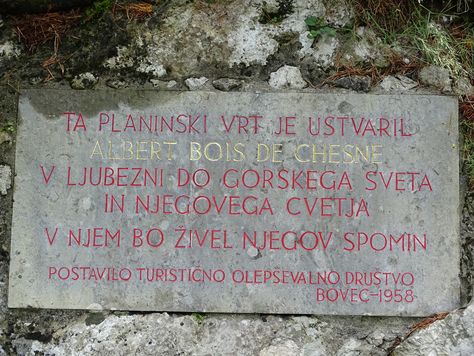 TA PLANINSKI VRT JE USTVARIL
ALBERT BOIS DE CHESNE
V LJUBEZNI DO GORSKEGA SVETA
IN NJEGOVEGA CVETJA
V NJEM BO ŽIVEL NJEGOV SPOMIN
POSTAVILO TURISTIČNO OLEPŠEVALNO DRUŠTVO
BOVEC-1958